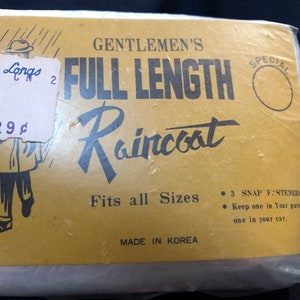 GENTLEMEN'S
FULL LENGTH
Raincoat
SPECIAL
Longs
2
29¢
Fits all Sizes
• 3 SNAP FASTENERS
• Keep one in Your
one in your car.
MADE IN KOREA